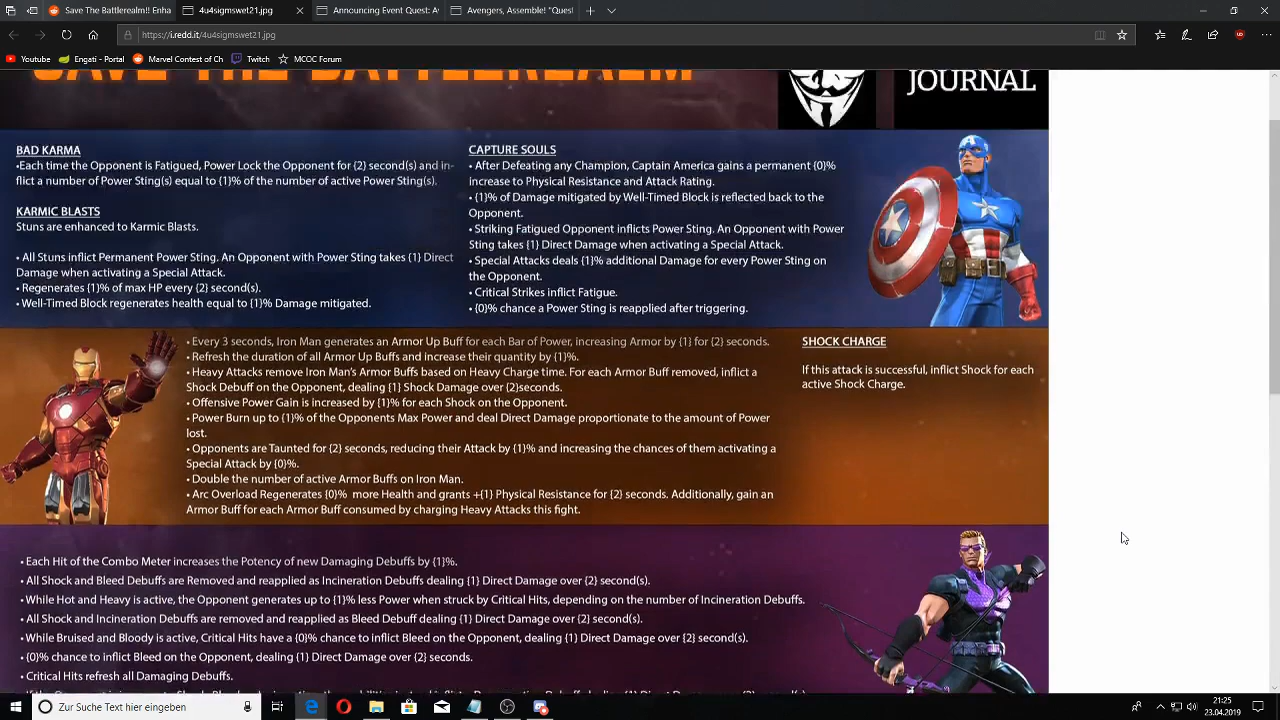 Save The Battlerealm!! Enha
4u4sigmswet21.jpg
Announcing Event Quest: A
Avengers, Assemble! "Quest
https://i.redd.it/4u4sigmswet21.jpg
Youtube
Engati - Portal
Marvel Contest of Ch
Twitch
MCOC Forum
SAVE THE BATTLEREALM
JOURNAL
BAD KARMA
•Each time the Opponent is Fatigued, Power Lock the Opponent for {2} second(s) and in-
flict a number of Power Sting(s) equal to {1}% of the number of active Power Sting(s).
KARMIC BLASTS
Stuns are enhanced to Karmic Blasts.
• All Stuns inflict Permanent Power Sting. An Opponent with Power Sting takes {1} Direct
Damage when activating a Special Attack.
• Regenerates {1}% of max HP every {2} second(s).
• Well-Timed Block regenerates health equal to {1}% Damage mitigated.
CAPTURE SOULS
• After Defeating any Champion, Captain America gains a permanent {0}%
increase to Physical Resistance and Attack Rating.
• {1}% of Damage mitigated by Well-Timed Block is reflected back to the
Opponent.
• Striking Fatigued Opponent inflicts Power Sting. An Opponent with Power
Sting takes {1} Direct Damage when activating a Special Attack.
• Special Attacks deals {1}% additional Damage for every Power Sting on
the Opponent.
• Critical Strikes inflict Fatigue.
• {0}% chance a Power Sting is reapplied after triggering.
• Every 3 seconds, Iron Man generates an Armor Up Buff for each Bar of Power, increasing Armor by {1} for {2} seconds.
• Refresh the duration of all Armor Up Buffs and increase their quantity by {1}%.
• Heavy Attacks remove Iron Man's Armor Buffs based on Heavy Charge time. For each Armor Buff removed, inflict a
Shock Debuff on the Opponent, dealing {1} Shock Damage over {2}seconds.
• Offensive Power Gain is increased by {1}% for each Shock on the Opponent.
• Power Burn up to {1}% of the Opponents Max Power and deal Direct Damage proportionate to the amount of Power
lost.
• Opponents are Taunted for {2} seconds, reducing their Attack by {1}% and increasing the chances of them activating a
Special Attack by {0}%.
• Double the number of active Armor Buffs on Iron Man.
• Arc Overload Regenerates {0}% more Health and grants +{1} Physical Resistance for {2} seconds. Additionally, gain an
Armor Buff for each Armor Buff consumed by charging Heavy Attacks this fight.
SHOCK CHARGE
If this attack is successful, inflict Shock for each
active Shock Charge.
• Each Hit of the Combo Meter increases the Potency of new Damaging Debuffs by {1}%.
• All Shock and Bleed Debuffs are Removed and reapplied as Incineration Debuffs dealing {1} Direct Damage over {2} second(s).
• While Hot and Heavy is active, the Opponent generates up to {1}% less Power when struck by Critical Hits, depending on the number of Incineration Debuffs.
• All Shock and Incineration Debuffs are removed and reapplied as Bleed Debuff dealing {1} Direct Damage over {2} second(s).
• While Bruised and Bloody is active, Critical Hits have a {0}% chance to inflict Bleed on the Opponent, dealing {1} Direct Damage over {2} second(s).
• {0}% chance to inflict Bleed on the Opponent, dealing {1} Direct Damage over {2} seconds.
• Critical Hits refresh all Damaging Debuffs.
Zur Suche Text hier eingeben
21:25
23.04.2019